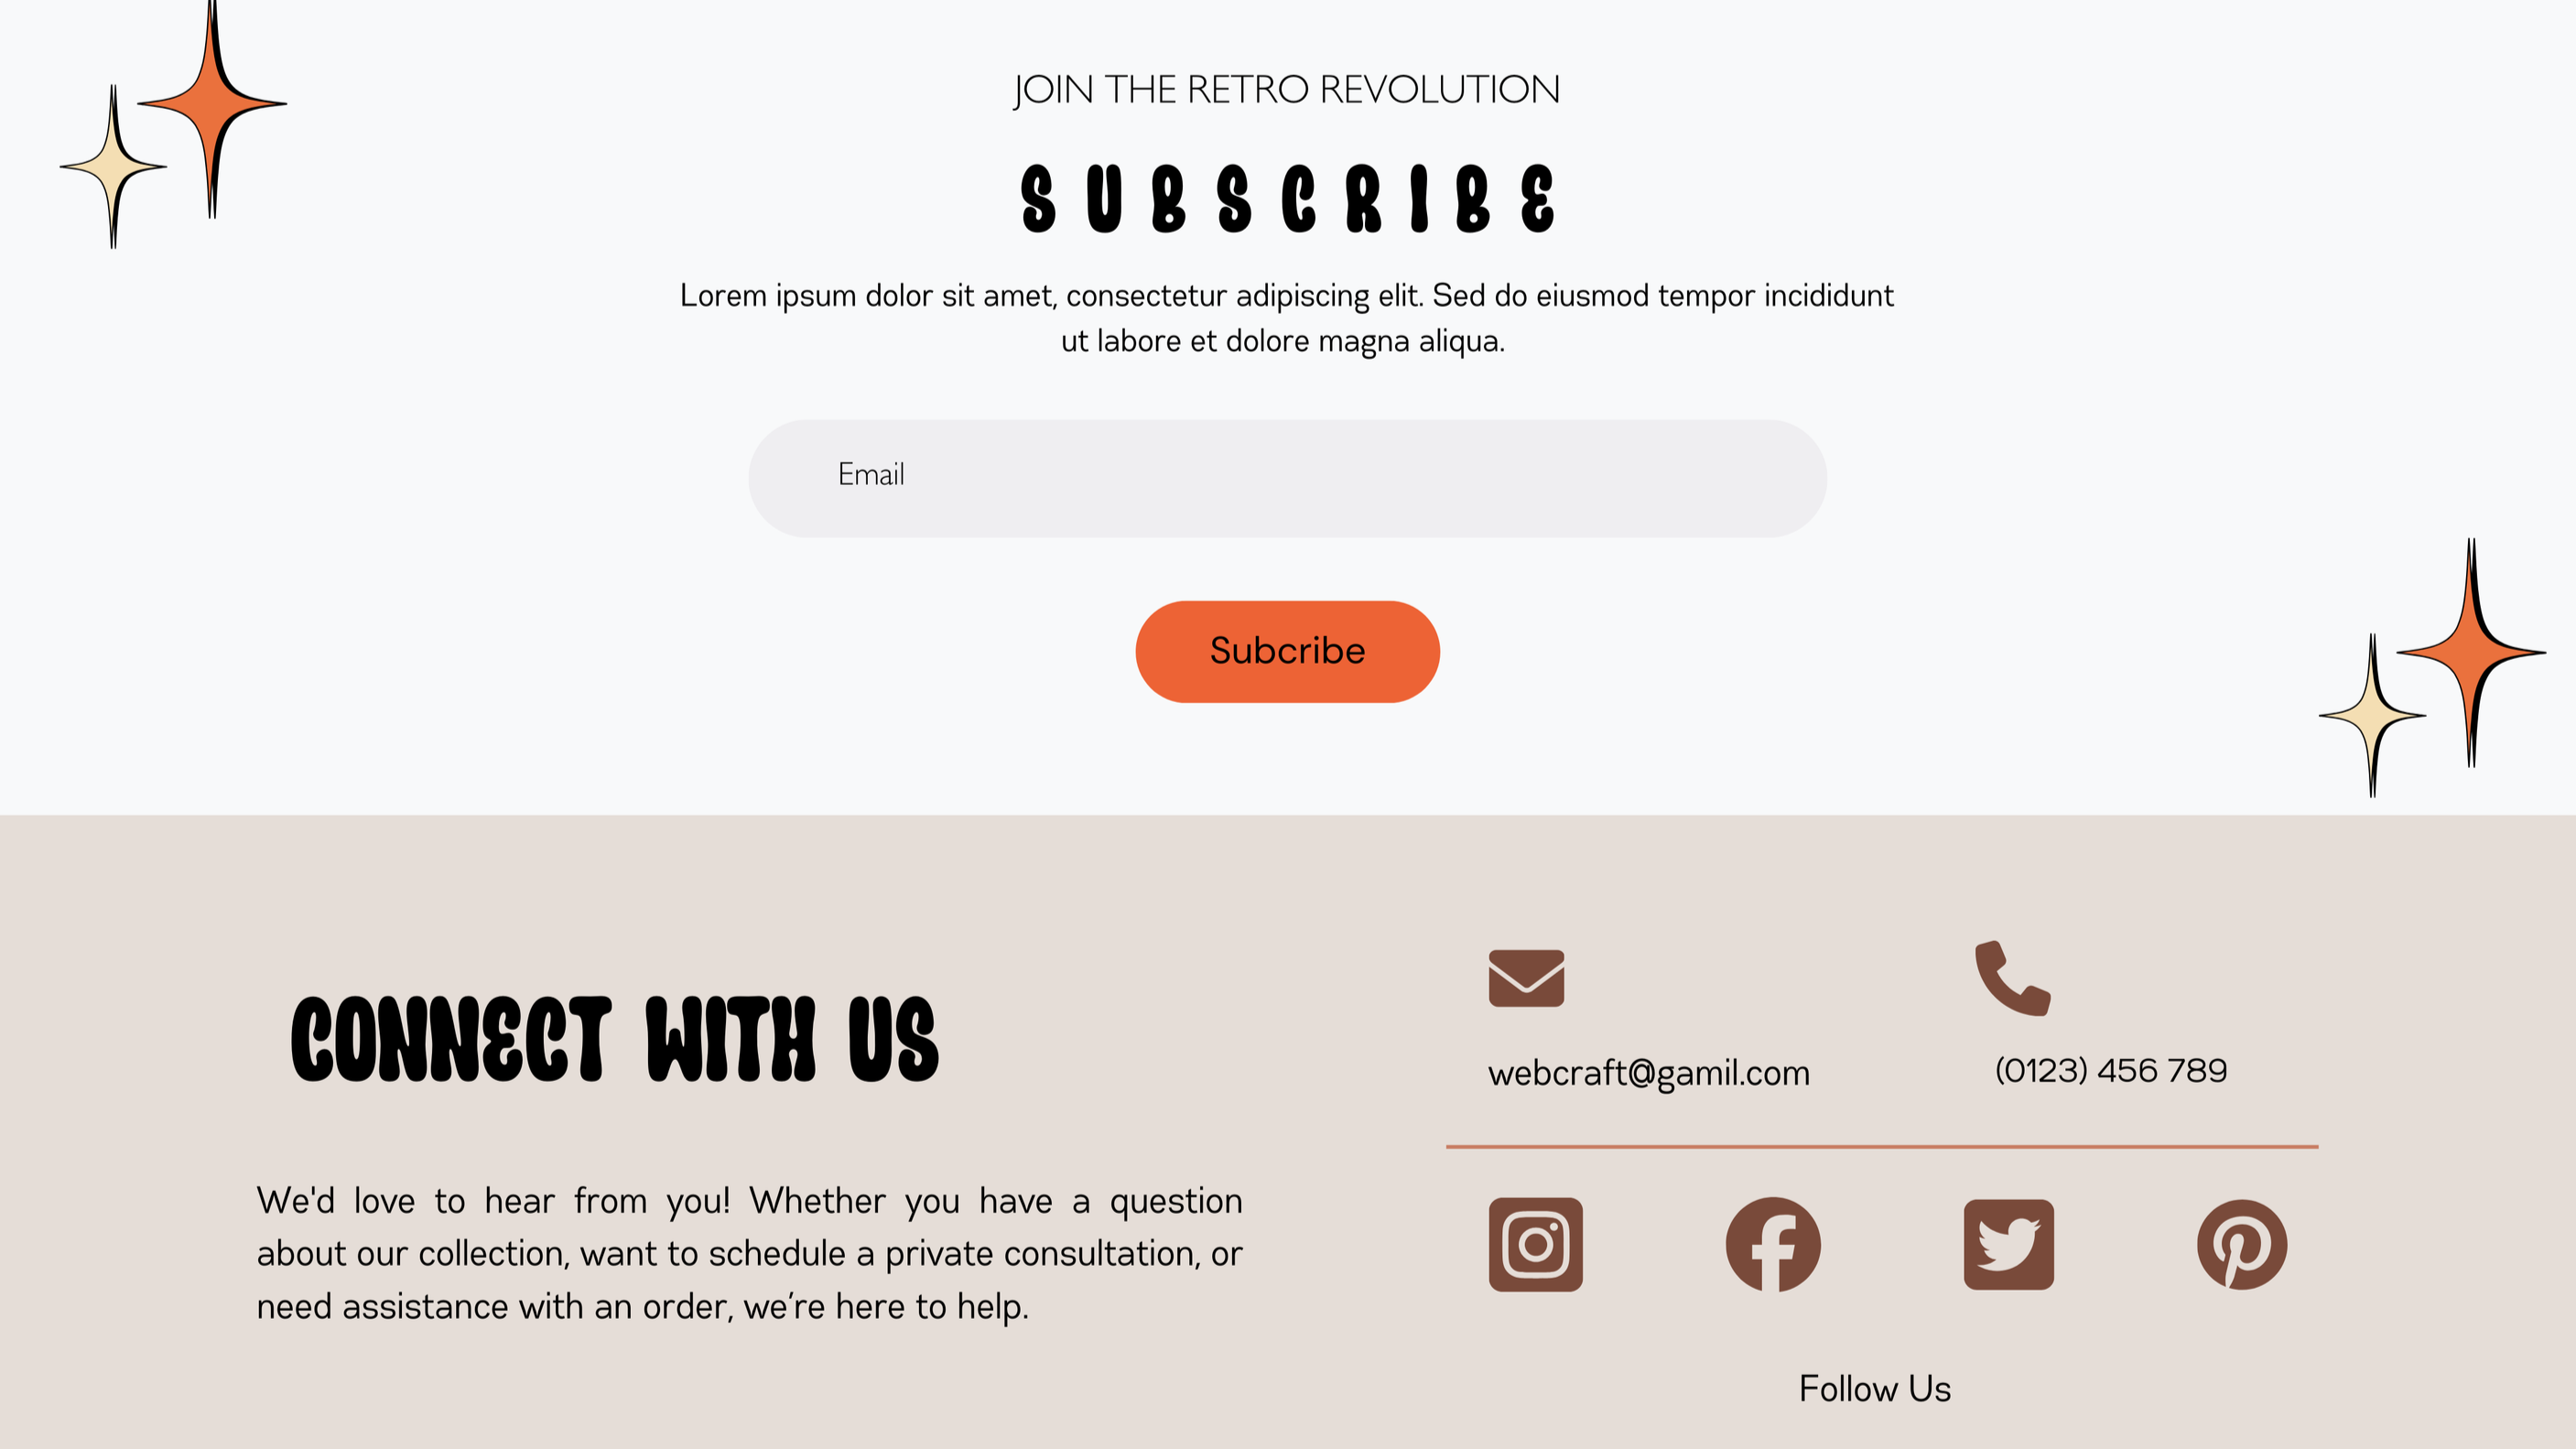 JOIN THE RETRO REVOLUTION
SUBSCRIBE
Lorem ipsum dolor sit amet, consectetur adipiscing elit. Sed do eiusmod tempor incididunt
ut labore et dolore magna aliqua.
Email
Subcribe
CONNECT WITH US
We'd love to hear from you! Whether you have a question
about our collection, want to schedule a private consultation, or
need assistance with an order, we’re here to help.
webcraft@gamil.com
(0123) 456 789
Follow Us